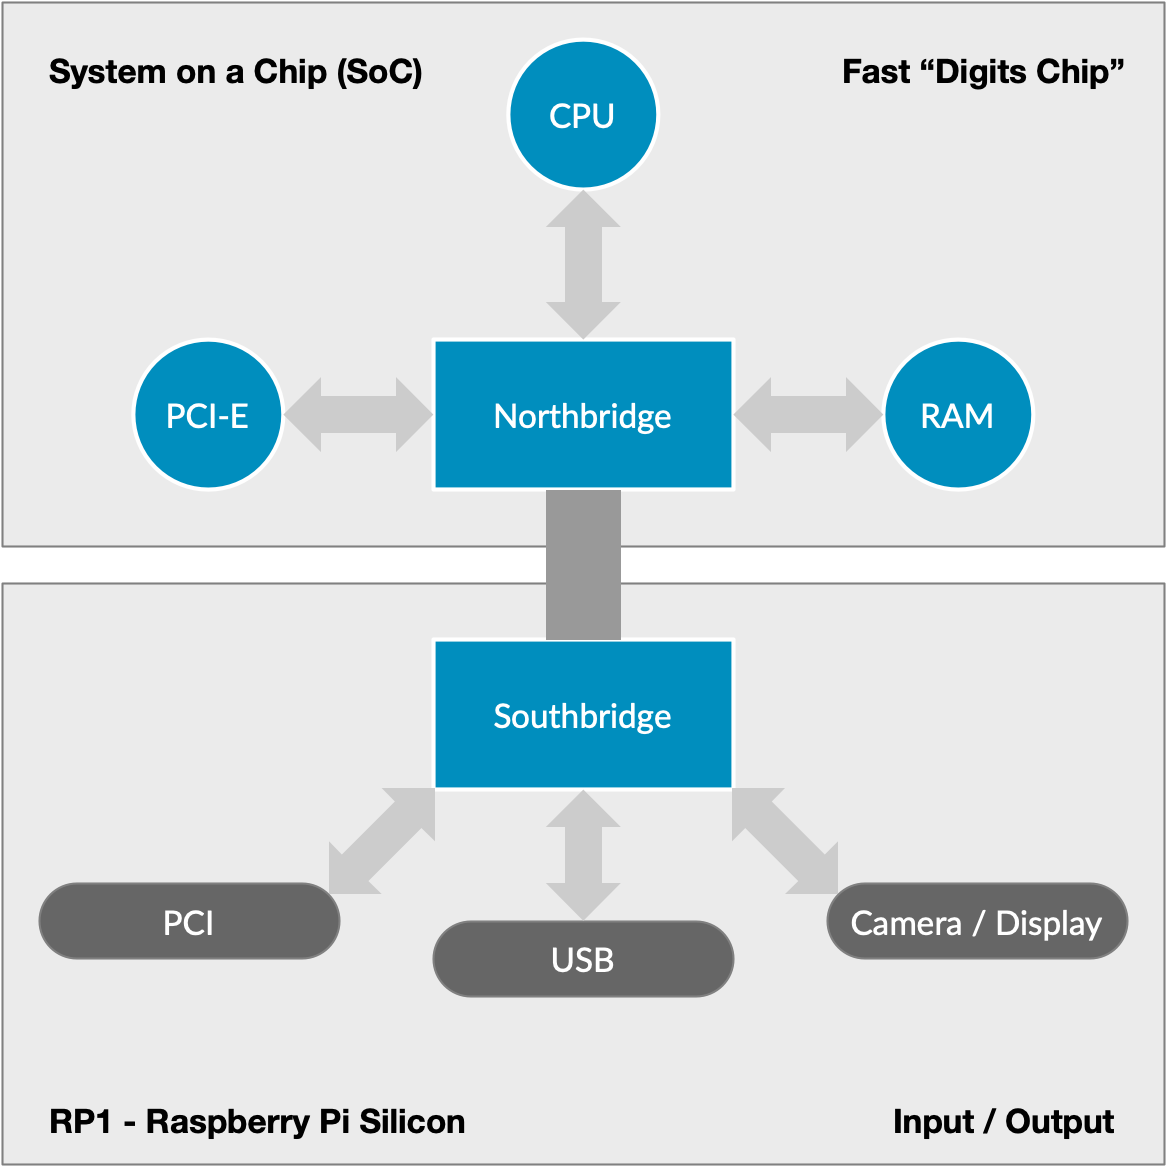 System on a Chip (SoC)
Fast “Digits Chip”
CPU
PCI-E
Northbridge
RAM
Southbridge
PCI
USB
Camera / Display
RP1 - Raspberry Pi Silicon
Input / Output